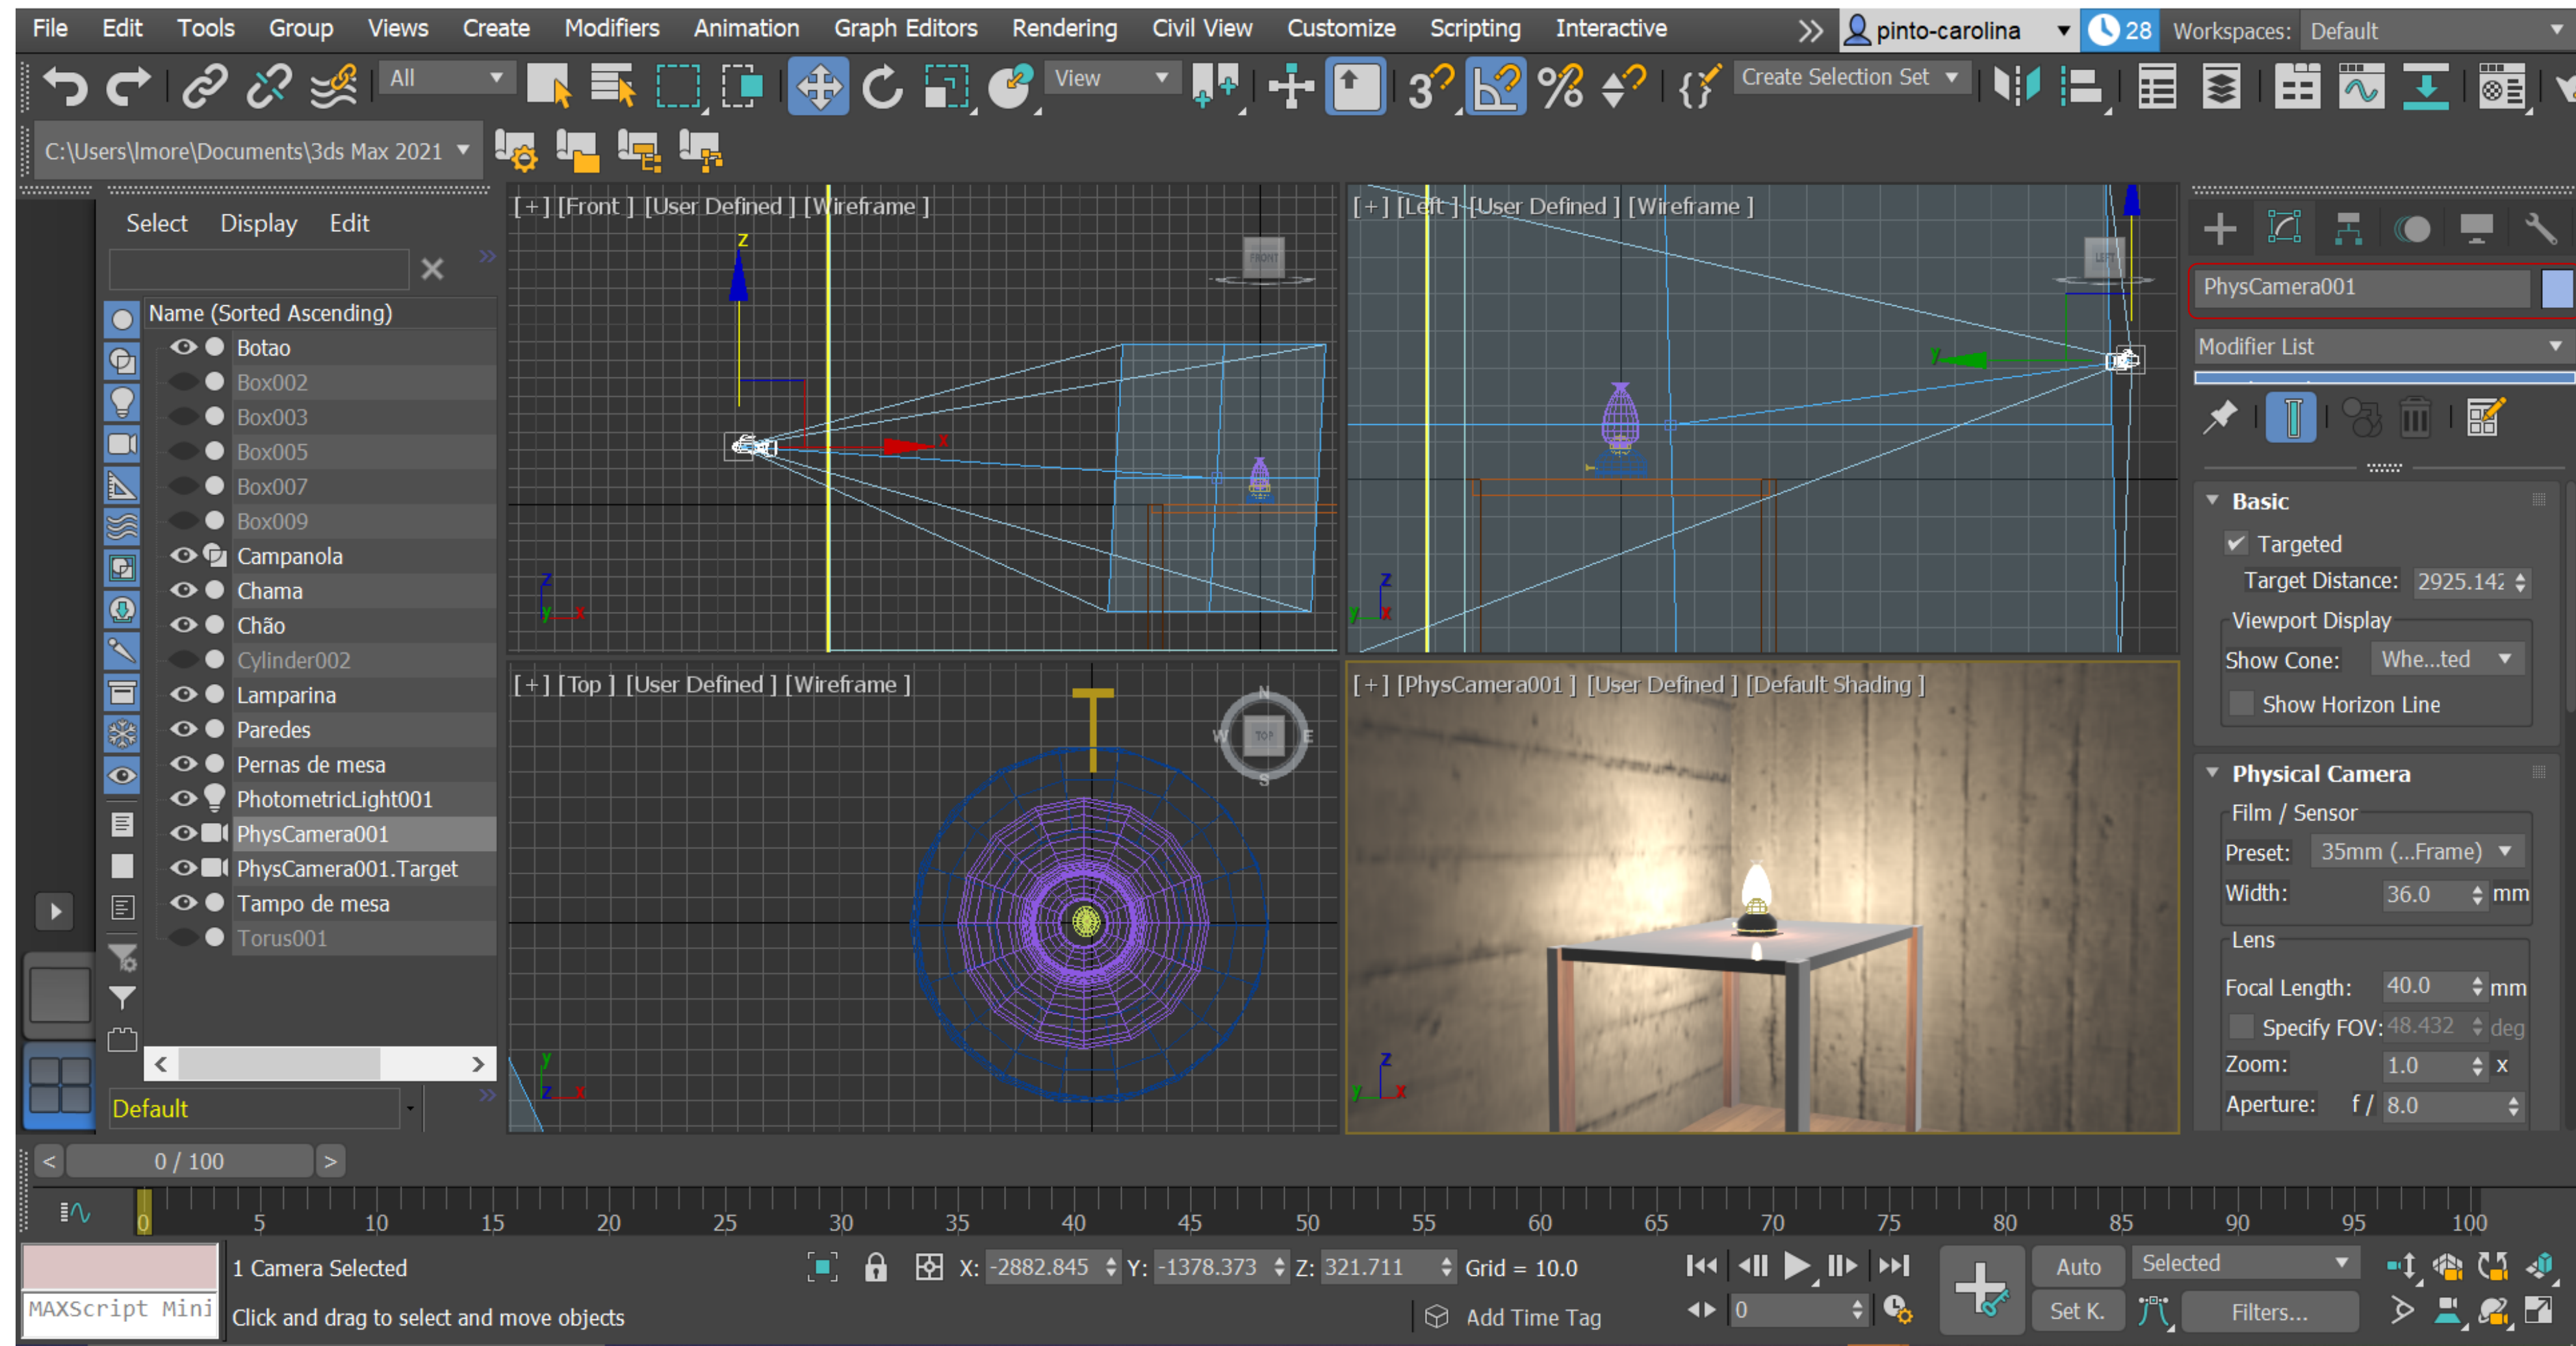 File Edit Tools Group Views Create Modifiers Animation Graph Editors Rendering Civil View Customize Scripting Interactive pinto-carolina 28 Workspaces: Default
All View 3 Create Selection Set
C:\Users\lmore\Documents\3ds Max 2021
Select Display Edit
Name (Sorted Ascending)
Botao
Box002
Box003
Box005
Box007
Box009
Campanola
Chama
Chão
Cylinder002
Lamparina
Paredes
Pernas de mesa
PhotometricLight001
PhysCamera001
PhysCamera001.Target
Tampo de mesa
Torus001
Default
[+] [Front ] [User Defined ] [Wireframe ]
FRONT
z
x
z
y x
[+] [Left ] [User Defined ] [Wireframe ]
LEFT
y
z
y x
[+] [Top ] [User Defined ] [Wireframe ]
N
W TOP E
S
y
z x
[+] [PhysCamera001 ] [User Defined ] [Default Shading ]
z
y x
PhysCamera001
Modifier List
Basic
Targeted
Target Distance: 2925.142
Viewport Display
Show Cone: Whe...ted
Show Horizon Line
Physical Camera
Film / Sensor
Preset: 35mm (...Frame)
Width: 36.0 mm
Lens
Focal Length: 40.0 mm
Specify FOV: 48.432 deg
Zoom: 1.0 x
Aperture: f / 8.0
< 0 / 100 >
0 5 10 15 20 25 30 35 40 45 50 55 60 65 70 75 80 85 90 95 100
1 Camera Selected X: -2882.845 Y: -1378.373 Z: 321.711 Grid = 10.0 Auto Selected
MAXScript Mini Click and drag to select and move objects Add Time Tag 0 Set K. Filters...